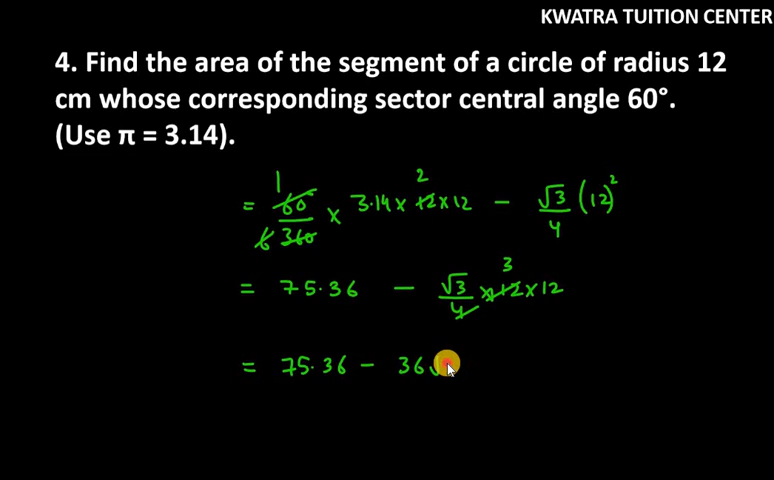 KWATRA TUITION CENTER
4. Find the area of the segment of a circle of radius 12
cm whose corresponding sector central angle 60°.
(Use π = 3.14).
1 2
= 60/360 × 3.14 × 12 × 12 − √3/4 (12)²
6
3
= 75.36 − √3/4 × 12 × 12
= 75.36 − 36√